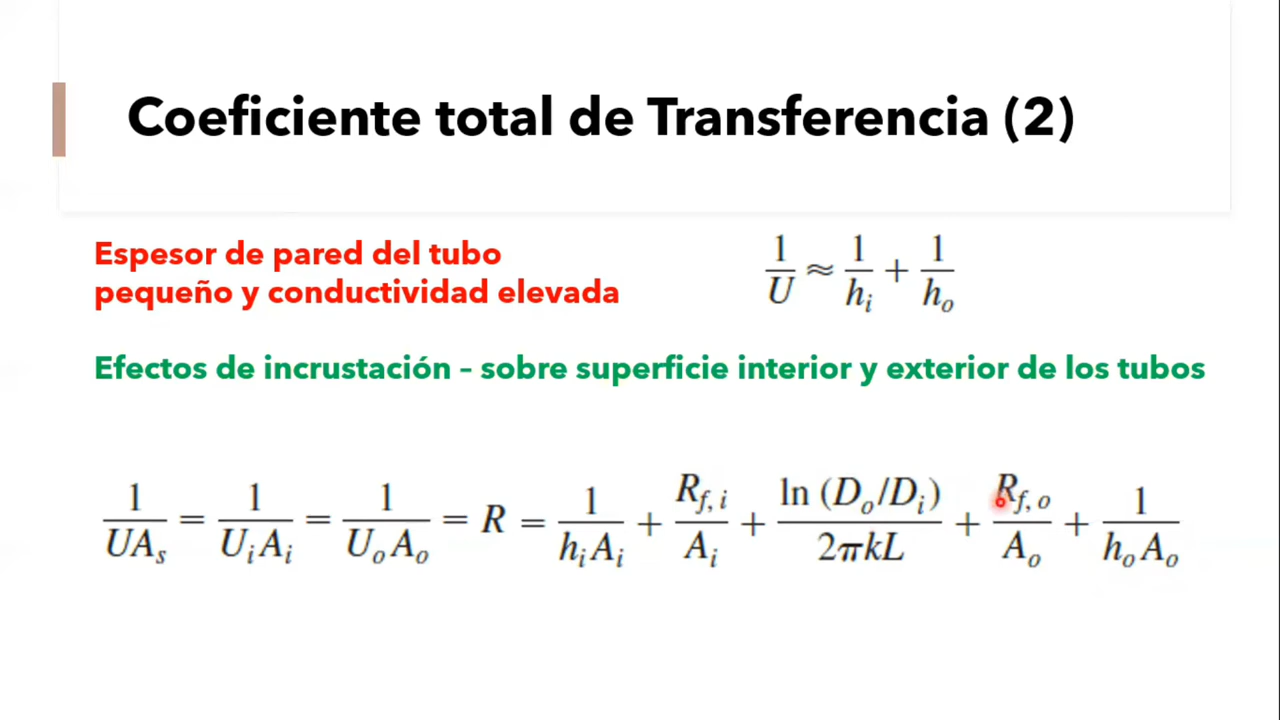 Coeficiente total de Transferencia (2)
Espesor de pared del tubo
pequeño y conductividad elevada
1/U ≈ 1/h_i + 1/h_o
Efectos de incrustación – sobre superficie interior y exterior de los tubos
1/(UA_s) = 1/(U_i A_i) = 1/(U_o A_o) = R = 1/(h_i A_i) + R_{f, i}/A_i + ln (D_o/D_i)/(2πkL) + R_{f, o}/A_o + 1/(h_o A_o)